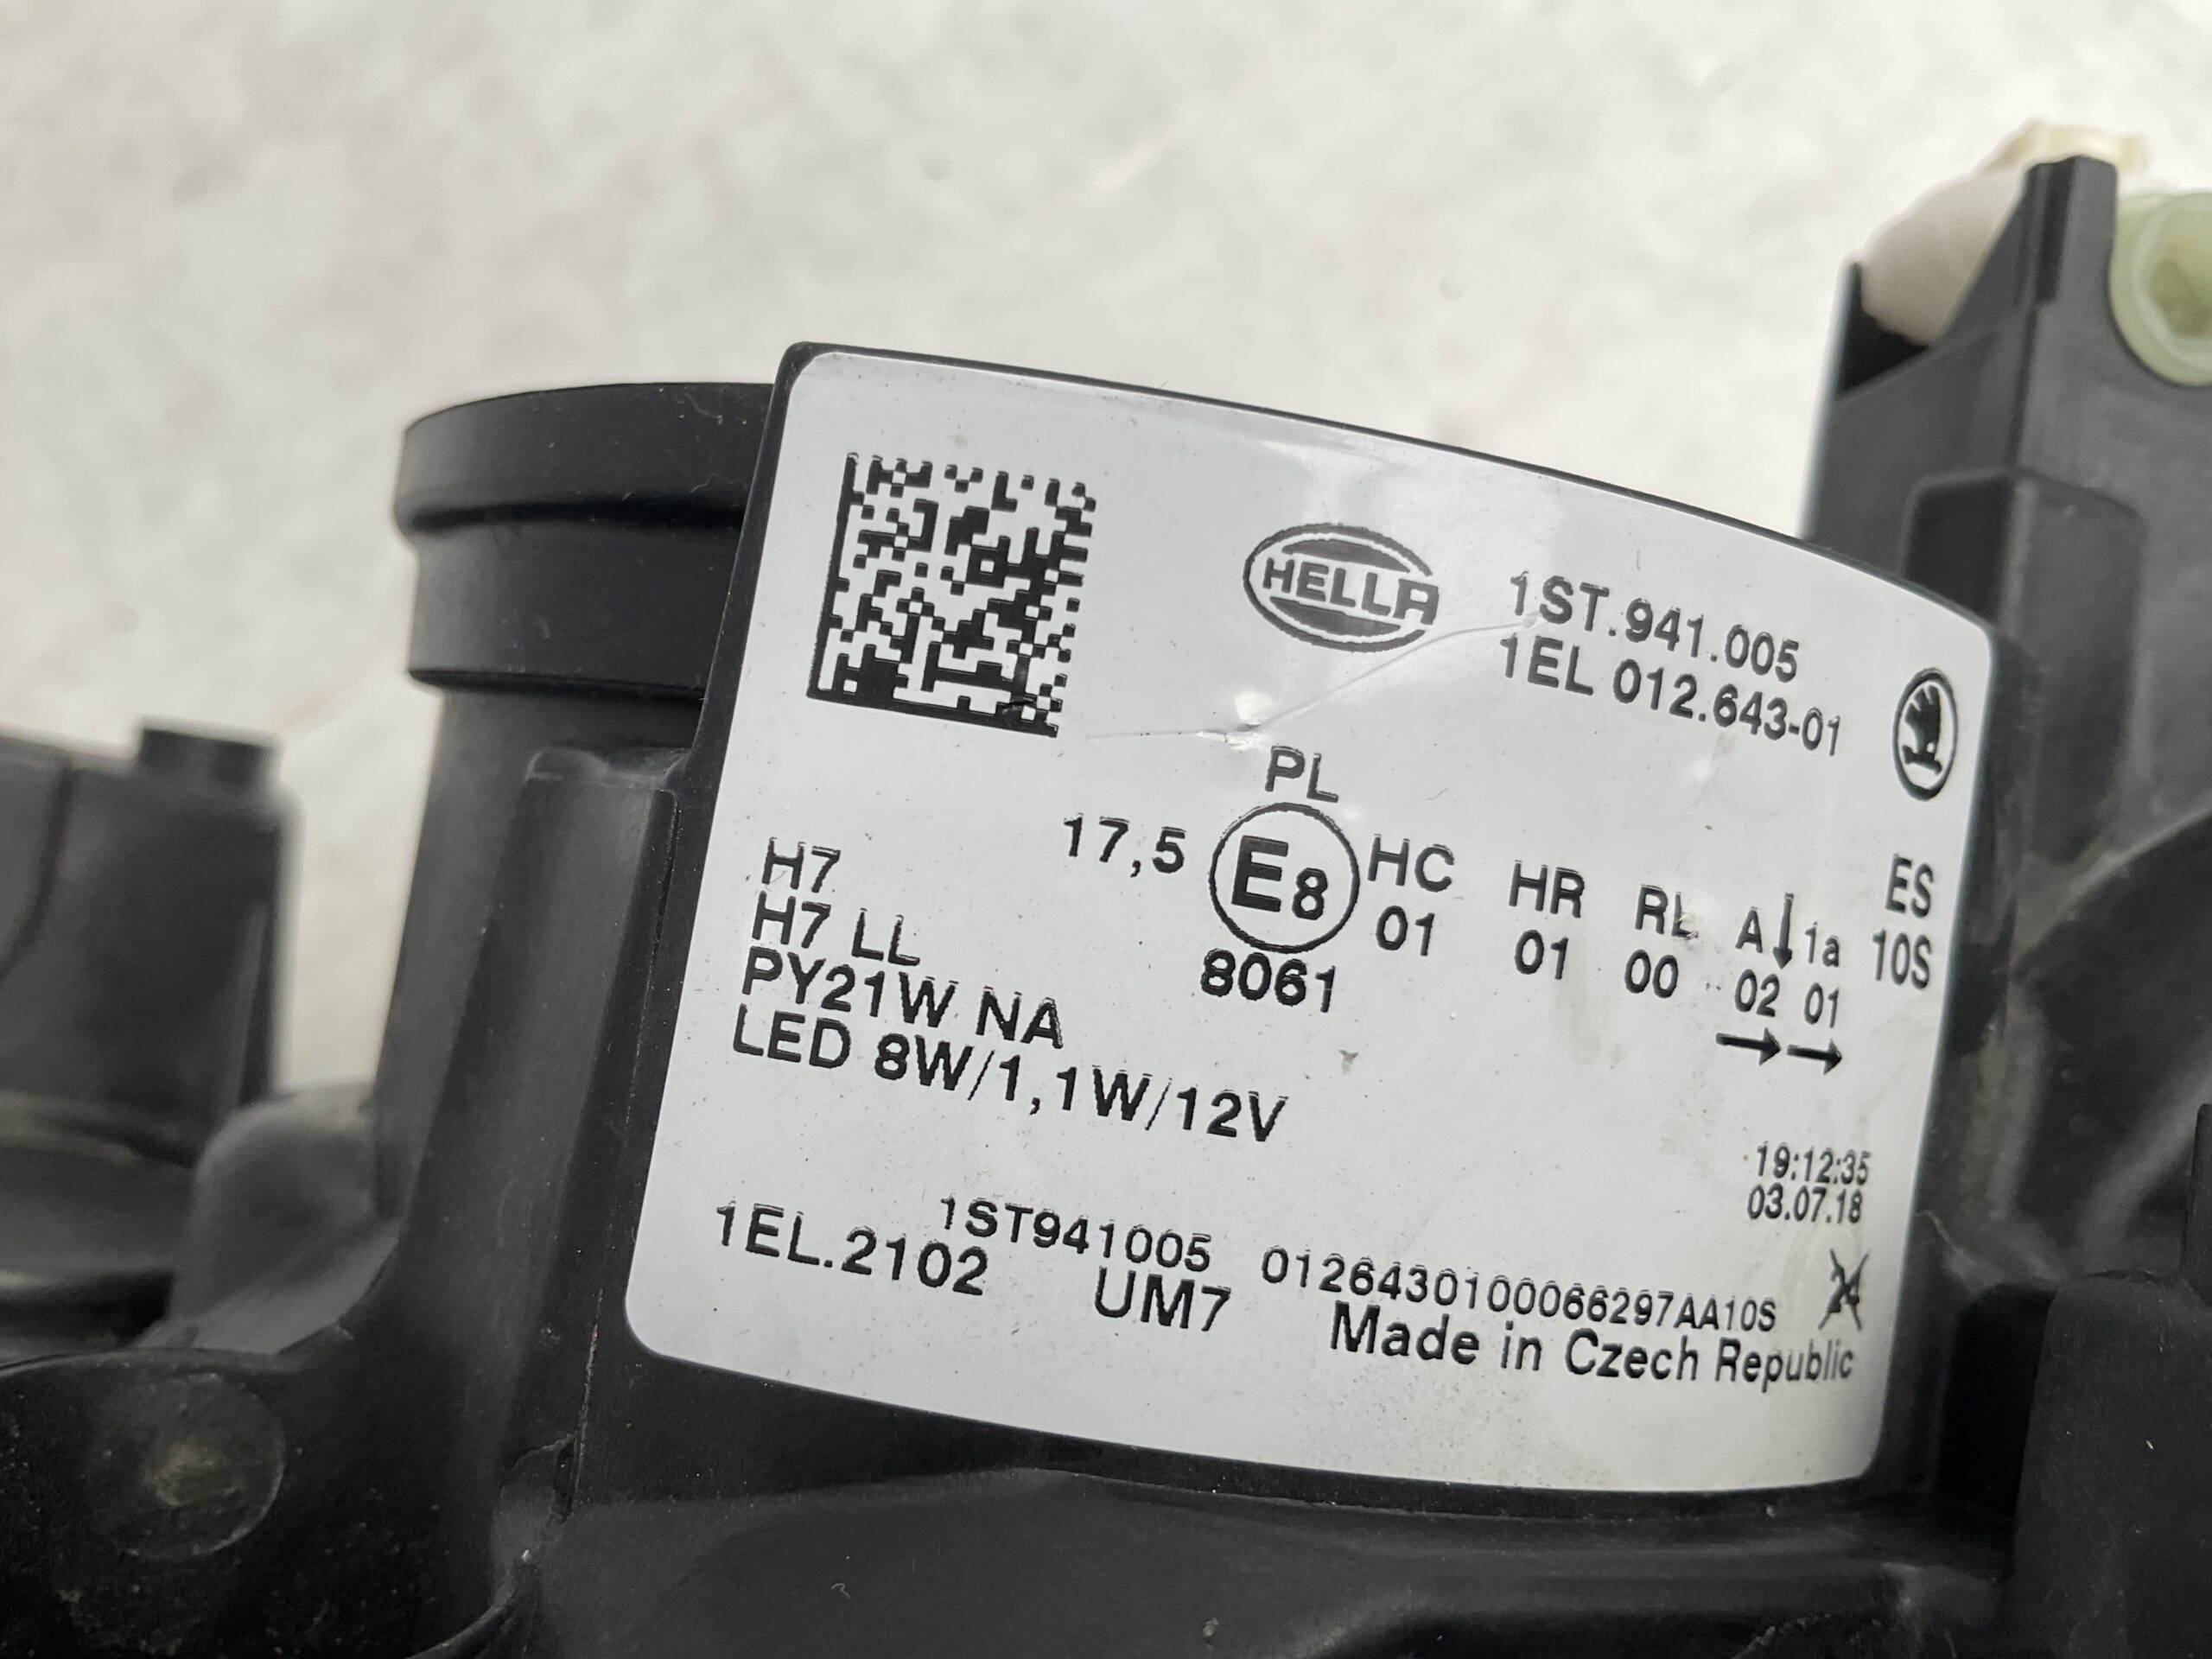 HELLA
1ST.941.005
1EL 012.643-01
PL
17,5 E8 HC HR RL A↓ 1a ES
8061 01 01 00 02 01 10S
→→
H7
H7 LL
PY21W NA
LED 8W/1,1W/12V
19:12:35
03.07.18
1ST941005 0126430100066297AA10S
1EL.2102 UM7 Made in Czech Republic